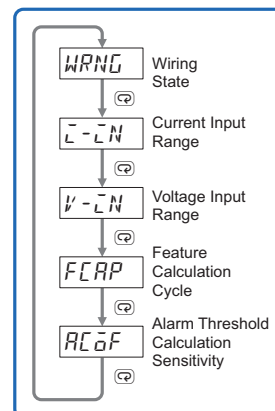 WRNG
Wiring
State
I-IN
Current Input
Range
V-IN
Voltage Input
Range
FCAP
Feature
Calculation
Cycle
ACoF
Alarm Threshold
Calculation
Sensitivity